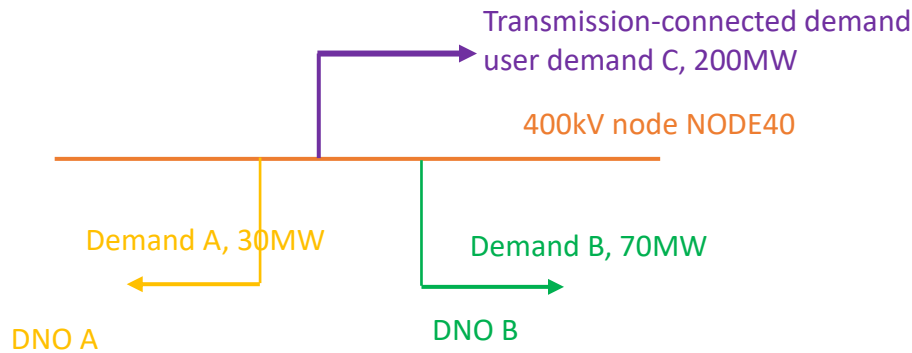 Transmission-connected demand
user demand C, 200MW
400kV node NODE40
Demand A, 30MW
Demand B, 70MW
DNO A
DNO B